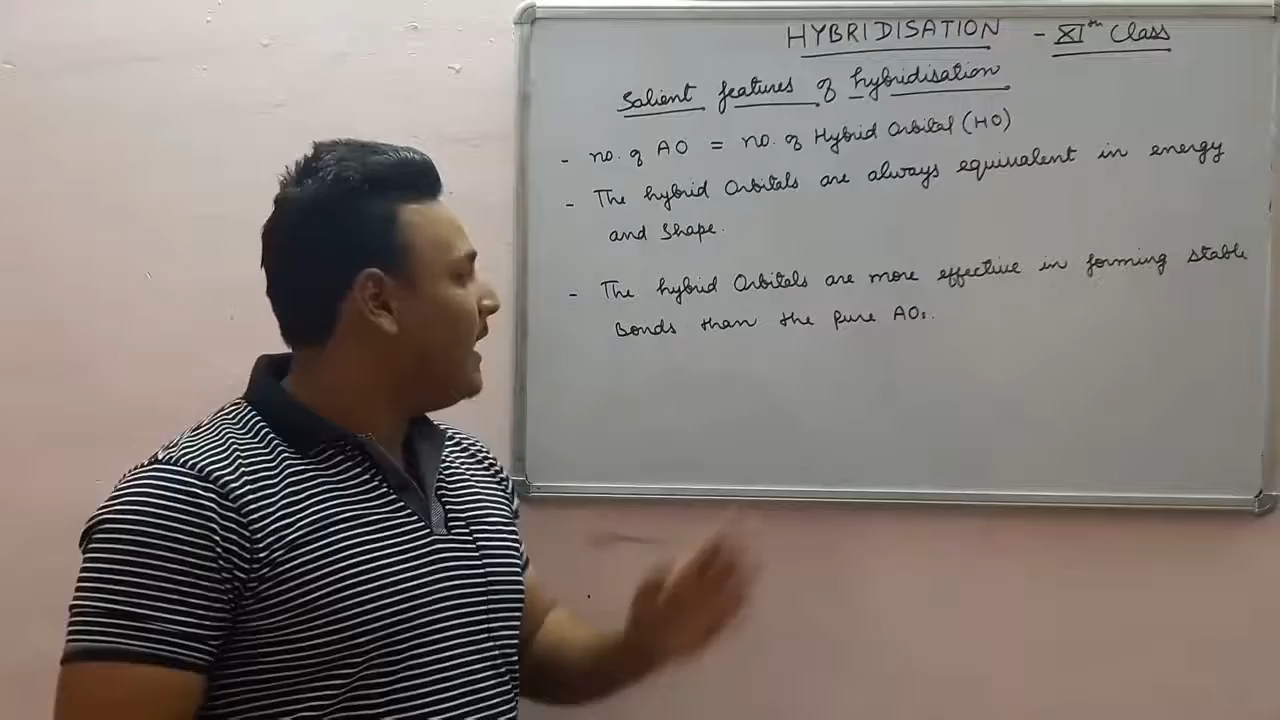 HYBRIDISATION - XIth Class
Salient features of hybridisation
- no. of AO = no. of Hybrid Orbital (HO)
- The hybrid Orbitals are always equivalent in energy
and Shape.
- The hybrid Orbitals are more effective in forming stable
Bonds than the pure AOs.